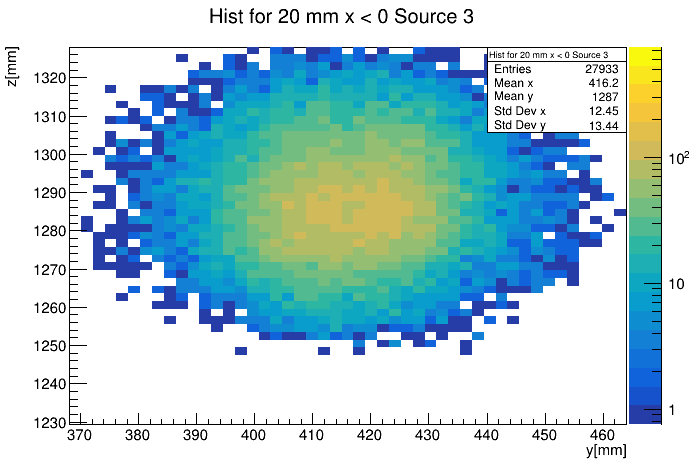 Hist for 20 mm x < 0 Source 3
z[mm]
Hist for 20 mm x < 0 Source 3
Entries 27933
Mean x 416.2
Mean y 1287
Std Dev x 12.45
Std Dev y 13.44
1320
1310
1300
1290
1280
1270
1260
1250
1240
1230
10²
10
1
370 380 390 400 410 420 430 440 450 460
y[mm]